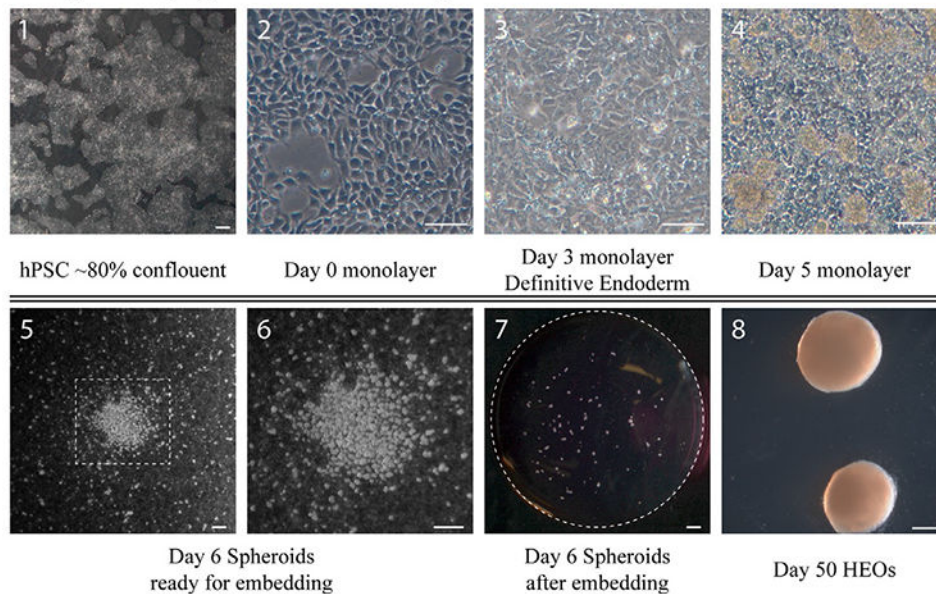 1 2 3 4
hPSC ~80% conflouent Day 0 monolayer Day 3 monolayer Day 5 monolayer
Definitive Endoderm
5 6 7 8
Day 6 Spheroids Day 6 Spheroids Day 50 HEOs
ready for embedding after embedding